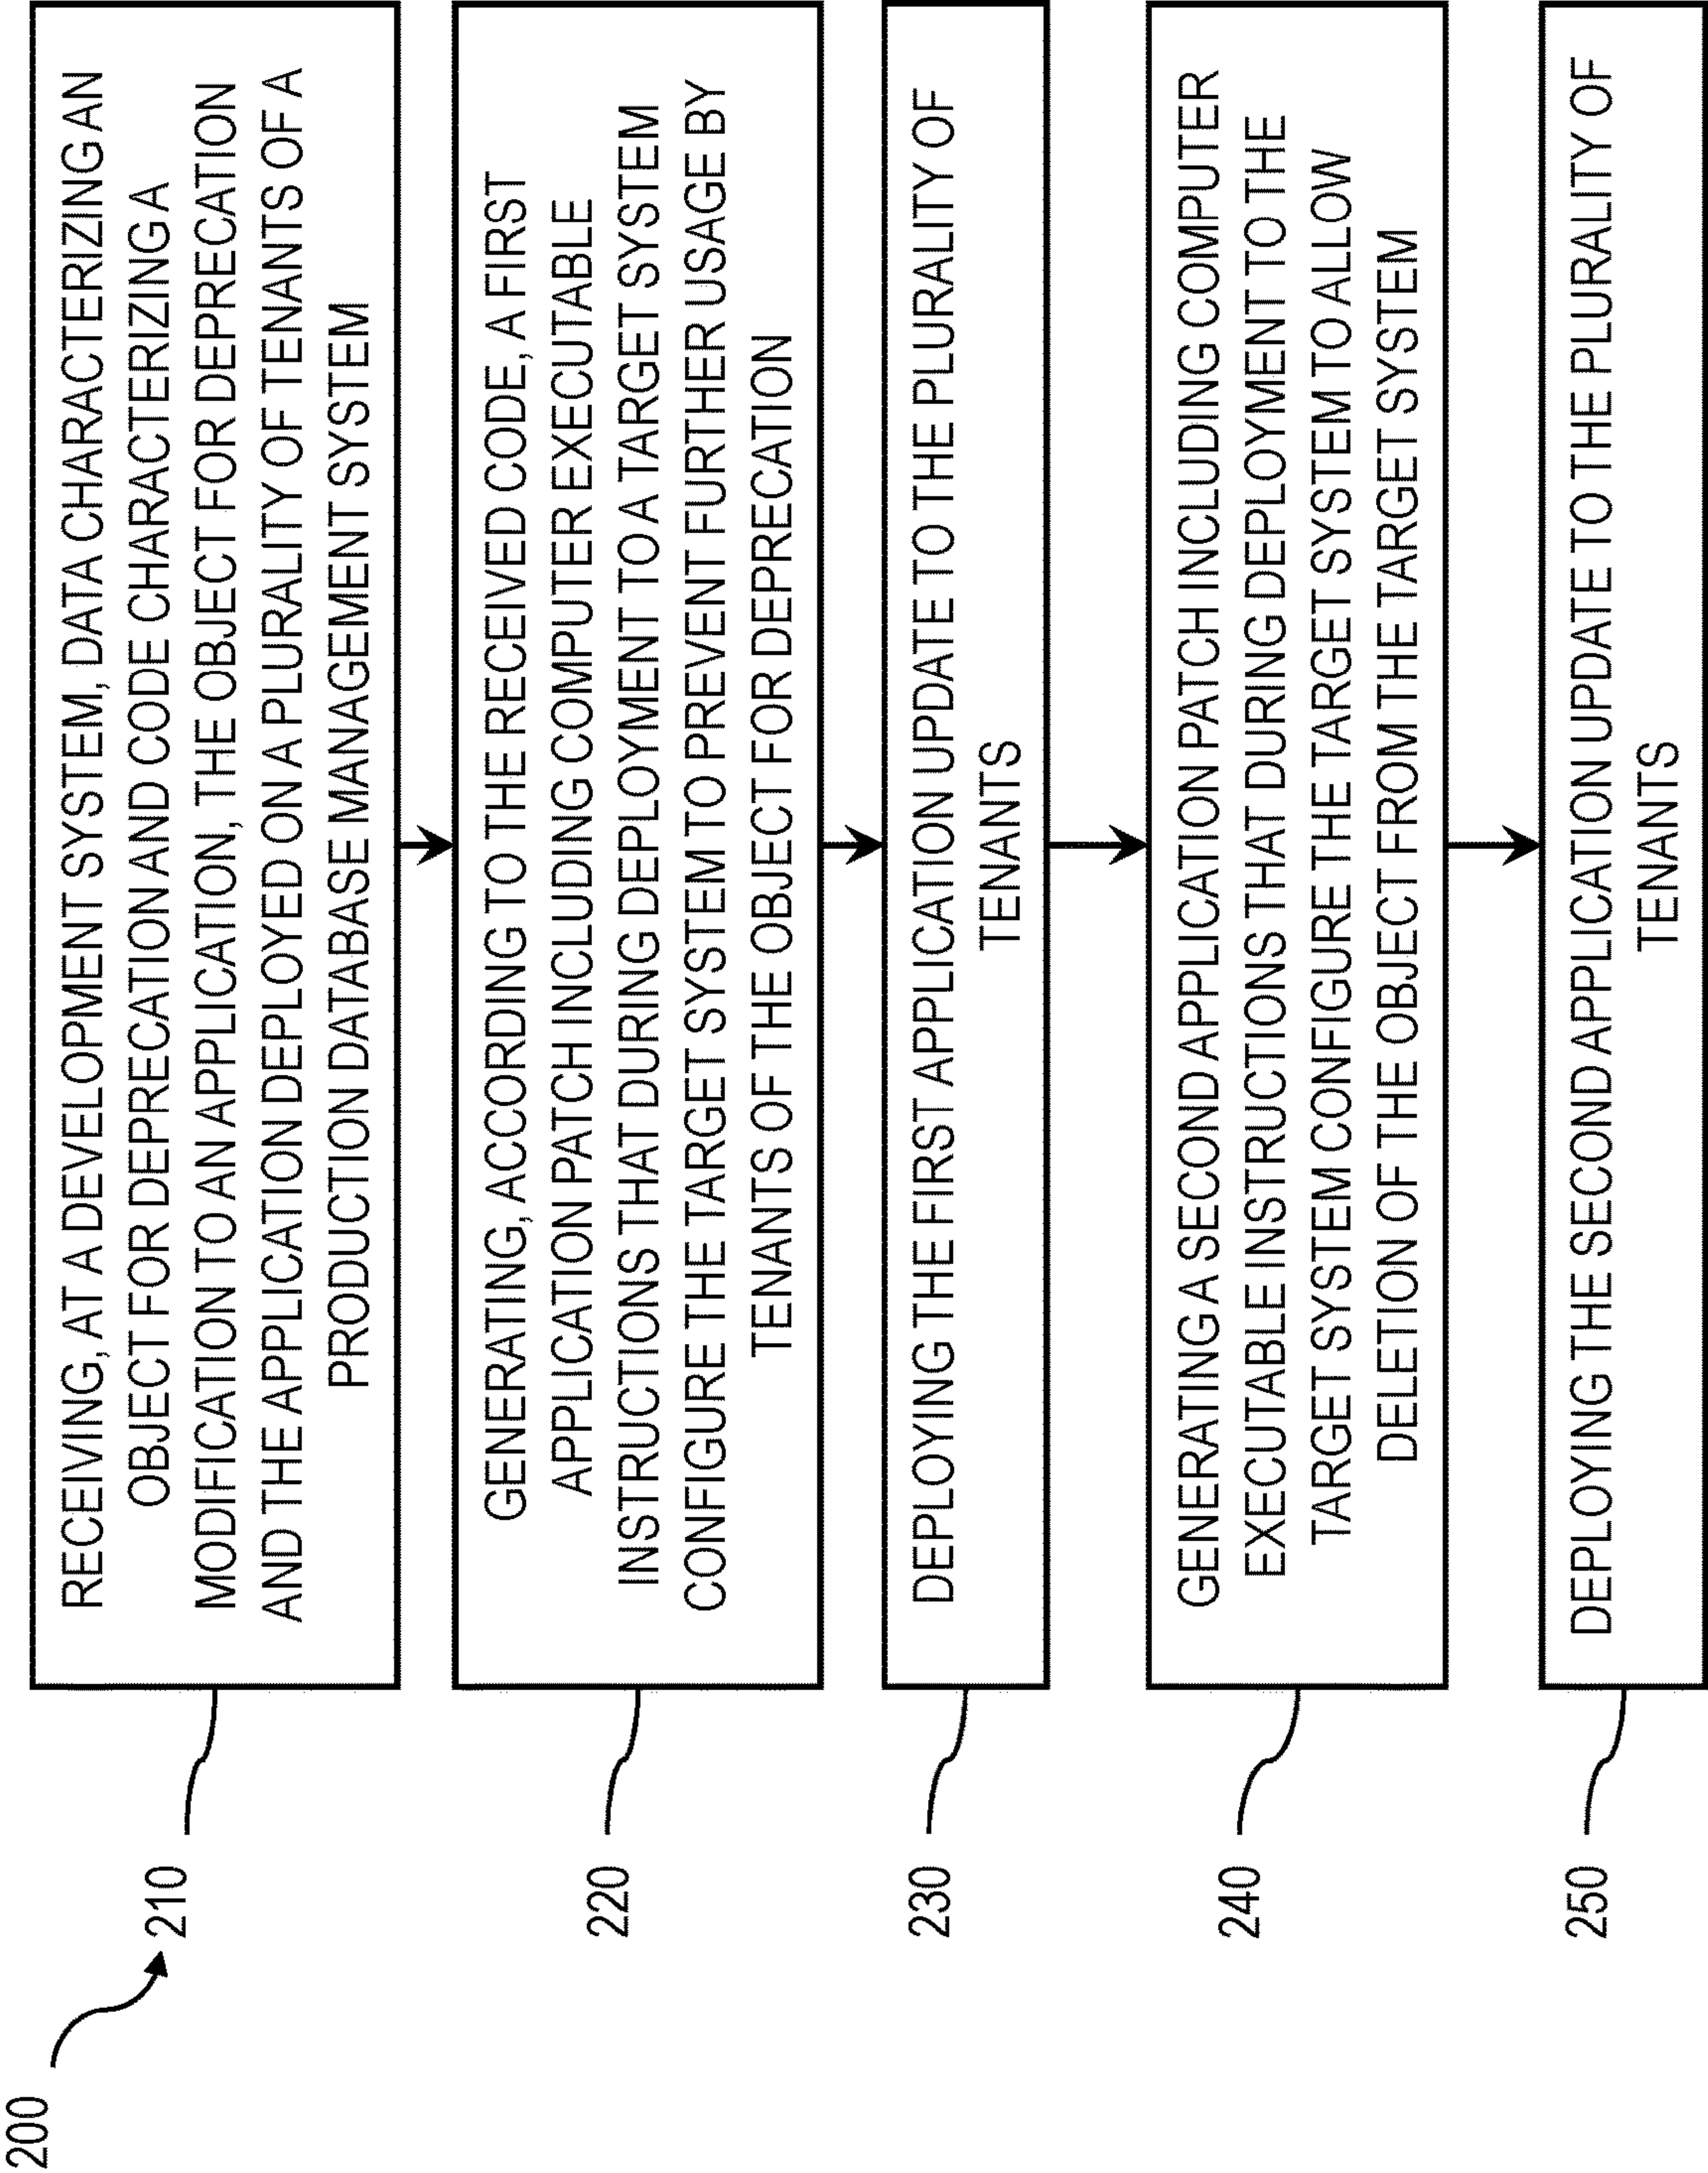 200
210
RECEIVING, AT A DEVELOPMENT SYSTEM, DATA CHARACTERIZING AN
OBJECT FOR DEPRECATION AND CODE CHARACTERIZING A
MODIFICATION TO AN APPLICATION, THE OBJECT FOR DEPRECATION
AND THE APPLICATION DEPLOYED ON A PLURALITY OF TENANTS OF A
PRODUCTION DATABASE MANAGEMENT SYSTEM
220
GENERATING, ACCORDING TO THE RECEIVED CODE, A FIRST
APPLICATION PATCH INCLUDING COMPUTER EXECUTABLE
INSTRUCTIONS THAT DURING DEPLOYMENT TO A TARGET SYSTEM
CONFIGURE THE TARGET SYSTEM TO PREVENT FURTHER USAGE BY
TENANTS OF THE OBJECT FOR DEPRECATION
230
DEPLOYING THE FIRST APPLICATION UPDATE TO THE PLURALITY OF
TENANTS
240
GENERATING A SECOND APPLICATION PATCH INCLUDING COMPUTER
EXECUTABLE INSTRUCTIONS THAT DURING DEPLOYMENT TO THE
TARGET SYSTEM CONFIGURE THE TARGET SYSTEM TO ALLOW
DELETION OF THE OBJECT FROM THE TARGET SYSTEM
250
DEPLOYING THE SECOND APPLICATION UPDATE TO THE PLURALITY OF
TENANTS